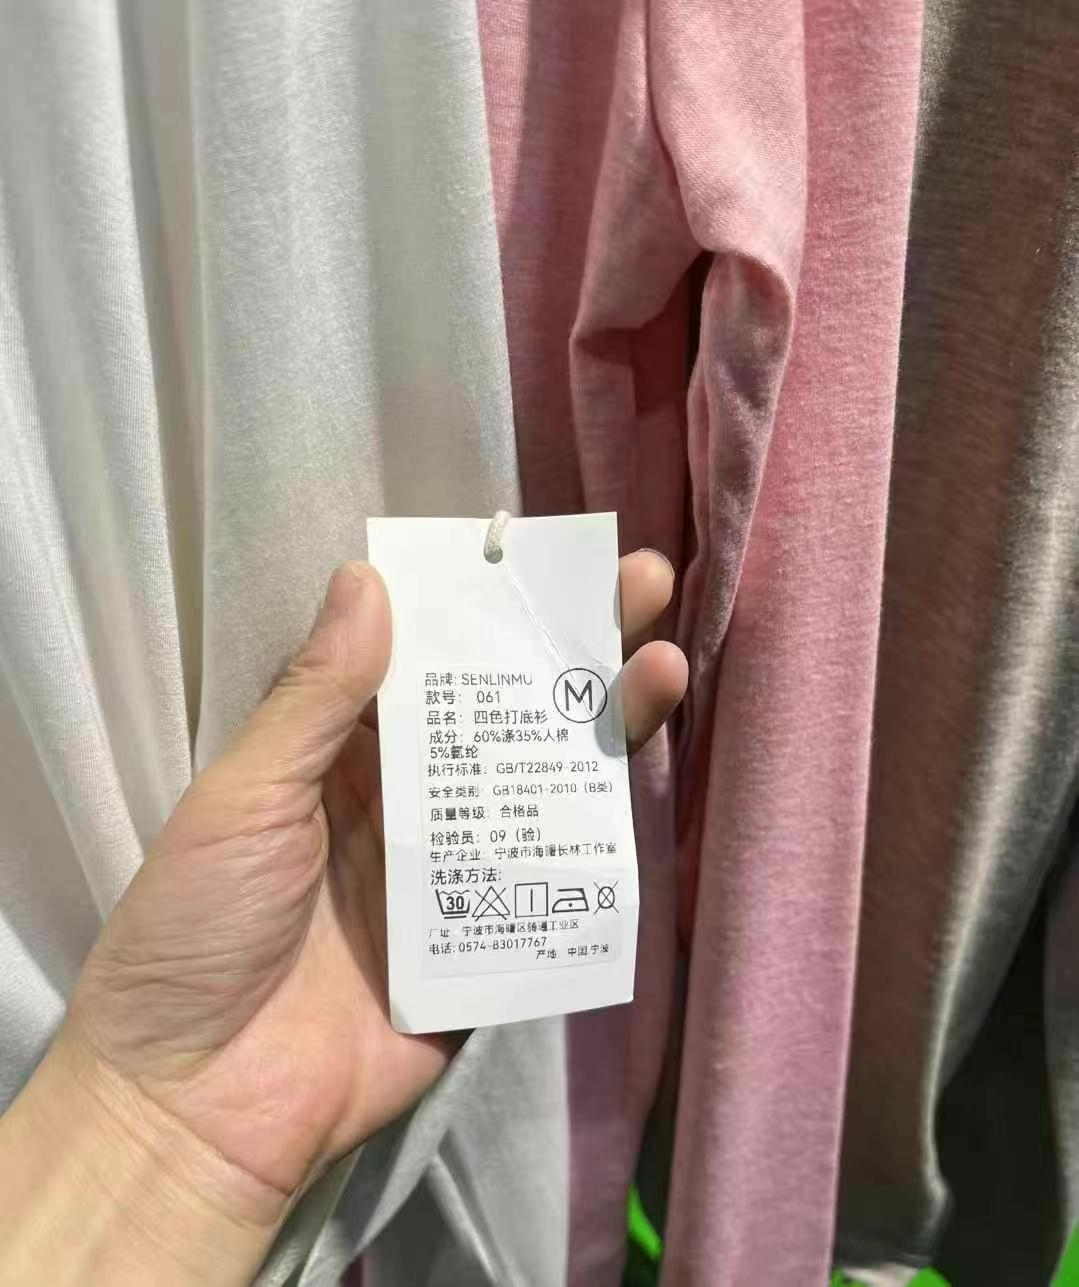 品牌: SENLINMU
款号: 061
M
品名: 四色打底衫
成分: 60%涤35%人棉
5%氨纶
执行标准: GB/T22849-2012
安全类别: GB18401-2010 (B类)
质量等级: 合格品
检验员: 09 (验)
生产企业: 宁波市海曙长林工作室
洗涤方法:
30
厂址: 宁波市海曙区 工业区
电话: 0574-83017767
产地: 中国.宁波